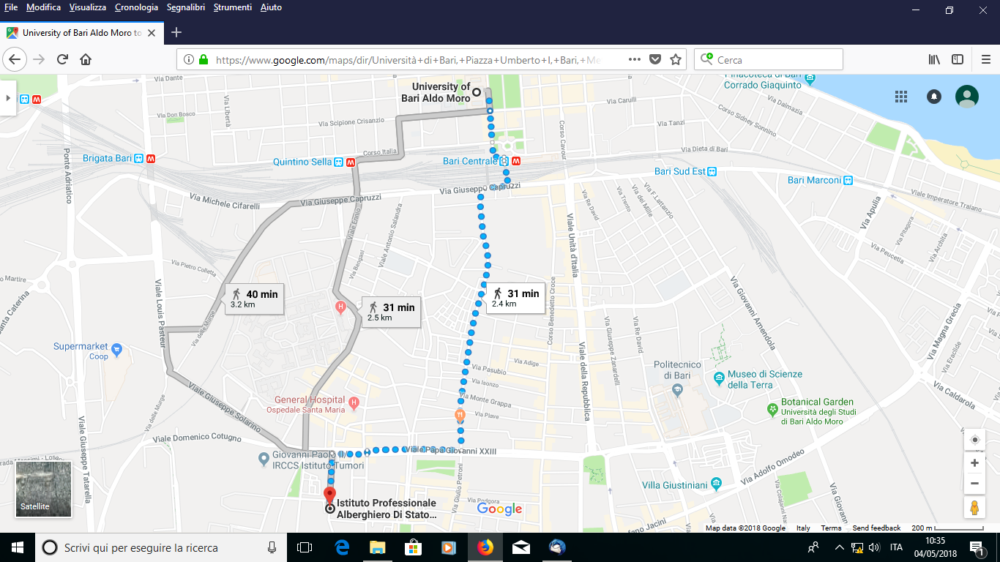 File Modifica Visualizza Cronologia Segnalibri Strumenti Aiuto
University of Bari Aldo Moro to
https://www.google.com/maps/dir/Università+di+Bari,+Piazza+Umberto+I,+Bari,+Me
Cerca
University of
Bari Aldo Moro
Pinacoteca di Bari
Corrado Giaquinto
Via Dante
Via Libertà
Via Don Bosco
Via Scipione Crisanzio
Via Carulli
Via Tanzi
Corso Sidney Sonnino
Corso Cavour
Corso Italia
Brigata Bari
Quintino Sella
Bari Centrale
Via Dieta di Bari
Bari Sud Est
Bari Marconi
Ponte Adriatico
Via Michele Cifarelli
Via Giuseppe Capruzzi
Via Giuseppe Capruzzi
Viale Imperatore Traiano
Via Apulia
Via Pitagora
Via Archita
Via Peucetia
Viale Ennio
Viale Antonio Salandra
Via Bengasi
Via Re David
Via Trento
Via dei Mille
Via F. Lattanzio
Viale Unità d'Italia
Via Pietro Colletta
Martire
Santa Caterina
Viale Louis Pasteur
Via delle Murge
40 min
3.2 km
31 min
2.5 km
31 min
2.4 km
Corso Benedetto Croce
Via Giovanni Amendola
Via Magna Grecia
Via Eraclide
Via Giuseppe Zanardelli
Via Re David
Supermarket
Coop
Via Adige
Via Pasubio
Via Isonzo
Via Monte Grappa
Via Piave
Viale della Repubblica
Politecnico
di Bari
Museo di Scienze
della Terra
Via Caldarola
Botanical Garden
Università degli Studi
di Bari Aldo Moro
General Hospital
Ospedale Santa Maria
Viale Giuseppe Solarino
Via delle Murge
Viale Domenico Cotugno
Viale Giuseppe Tatarella
Giovanni Paolo II/
IRCCS Istituto Tumori
Viale Papa Giovanni XXIII
Via Giulio Petroni
Via Podgora
Via Adolfo Omodeo
Villa Giustiniani
Via Giovanni
Istituto Professionale
Alberghiero Di Stato...
Satellite
Google
Map data ©2018 Google Italy Terms Send feedback 200 m
Scrivi qui per eseguire la ricerca
ITA
10:35
04/05/2018
1